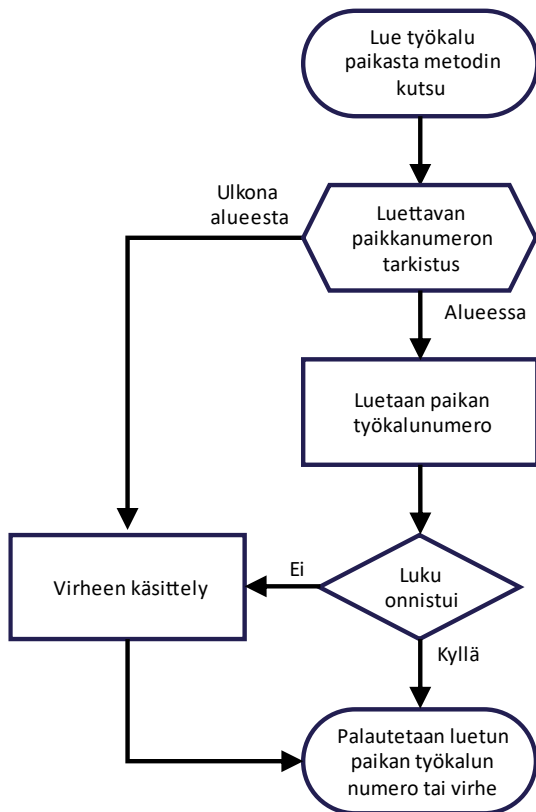 Lue työkalu
paikasta metodin
kutsu
Ulkona
alueesta
Luettavan
paikkanumeron
tarkistus
Alueessa
Luetaan paikan
työkalunumero
Virheen käsittely
Ei
Luku
onnistui
Kyllä
Palautetaan luetun
paikan työkalun
numero tai virhe